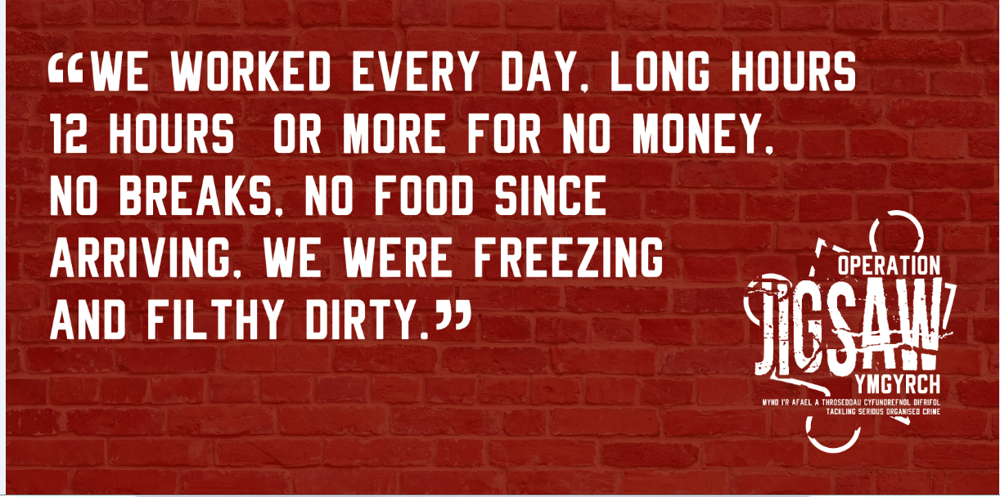 “WE WORKED EVERY DAY, LONG HOURS
12 HOURS  OR MORE FOR NO MONEY,
NO BREAKS, NO FOOD SINCE
ARRIVING, WE WERE FREEZING
AND FILTHY DIRTY.”
OPERATION
JIGSAW
YMGYRCH
MYND I'R AFAEL A THROSEDDAU CYFUNDREFNOL DIFRIFOL
TACKLING SERIOUS ORGANISED CRIME